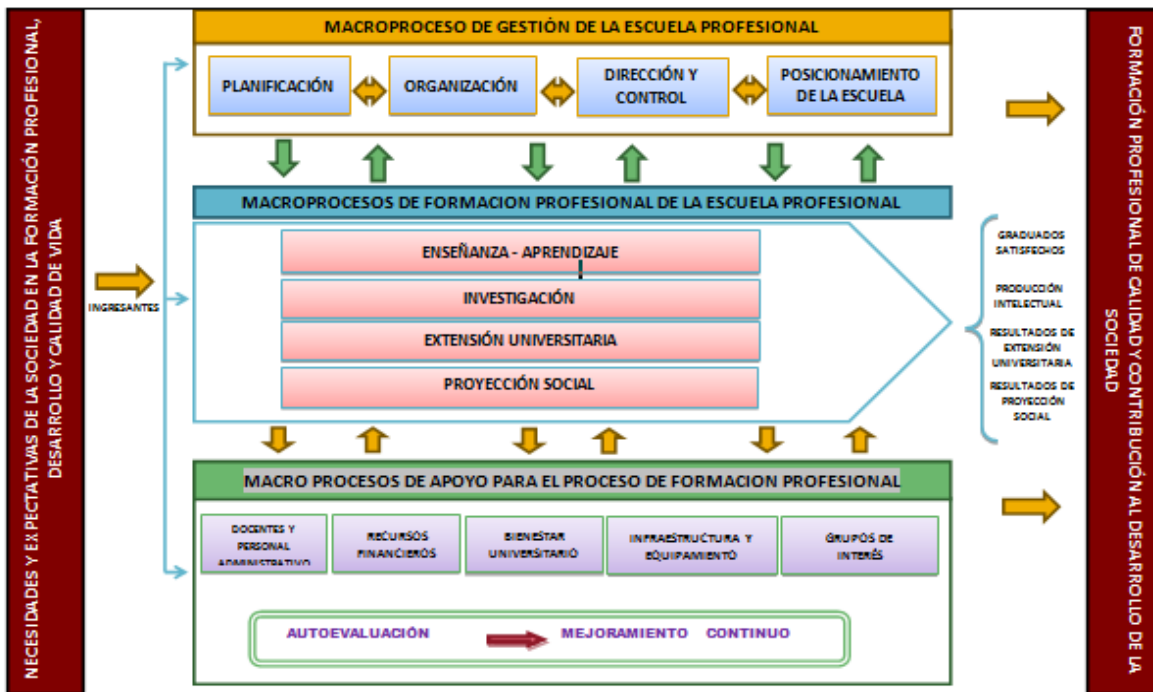 NECESIDADES Y EXPECTATIVAS DE LA SOCIEDAD EN LA FORMACIÓN PROFESIONAL,
DESARROLLO Y CALIDAD DE VIDA
INGRESANTES
MACROPROCESO DE GESTIÓN DE LA ESCUELA PROFESIONAL
PLANIFICACIÓN
ORGANIZACIÓN
DIRECCIÓN Y
CONTROL
POSICIONAMIENTO
DE LA ESCUELA
MACROPROCESOS DE FORMACION PROFESIONAL DE LA ESCUELA PROFESIONAL
ENSEÑANZA - APRENDIZAJE
INVESTIGACIÓN
EXTENSIÓN UNIVERSITARIA
PROYECCIÓN SOCIAL
GRADUADOS
SATISFECHOS
PRODUCCIÓN
INTELECTUAL
RESULTADOS DE
EXTENSIÓN
UNIVERSITARIA
RESULTADOS DE
PROYECCIÓN
SOCIAL
MACRO PROCESOS DE APOYO PARA EL PROCESO DE FORMACION PROFESIONAL
DOCENTES Y
PERSONAL
ADMINISTRATIVO
RECURSOS
FINANCIEROS
BIENESTAR
UNIVERSITARIO
INFRAESTRUCTURA Y
EQUIPAMIENTO
GRUPOS DE
INTERÉS
AUTOEVALUACIÓN MEJORAMIENTO CONTINUO
FORMACIÓN PROFESIONAL DE CALIDAD Y CONTRIBUCIÓN AL DESARROLLO DE LA
SOCIEDAD